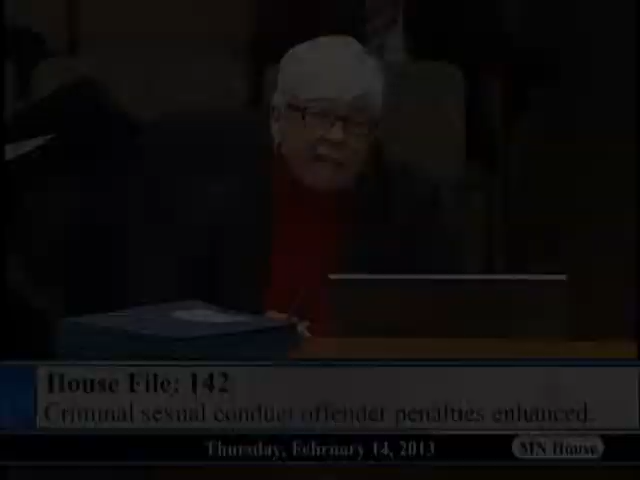 House File: 142
Criminal sexual conduct offender penalties enhanced.
Thursday, February 14, 2013
MN House